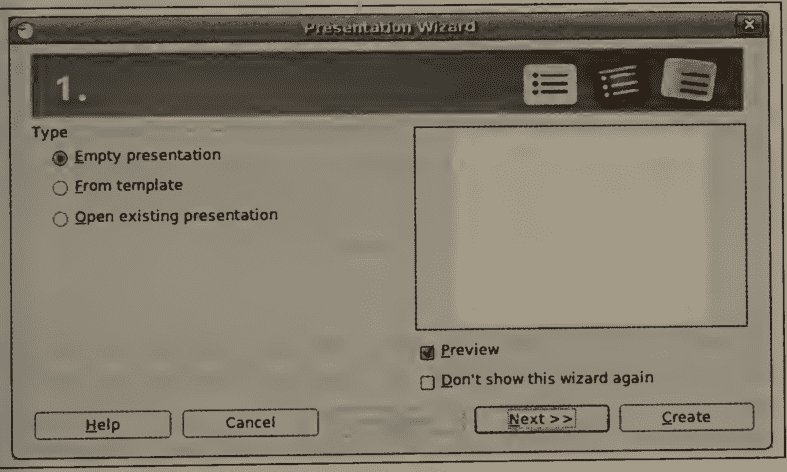 Presentation Wizard
1.
Type
Empty presentation
From template
Open existing presentation
Preview
Don't show this wizard again
Help
Cancel
Next >>
Create